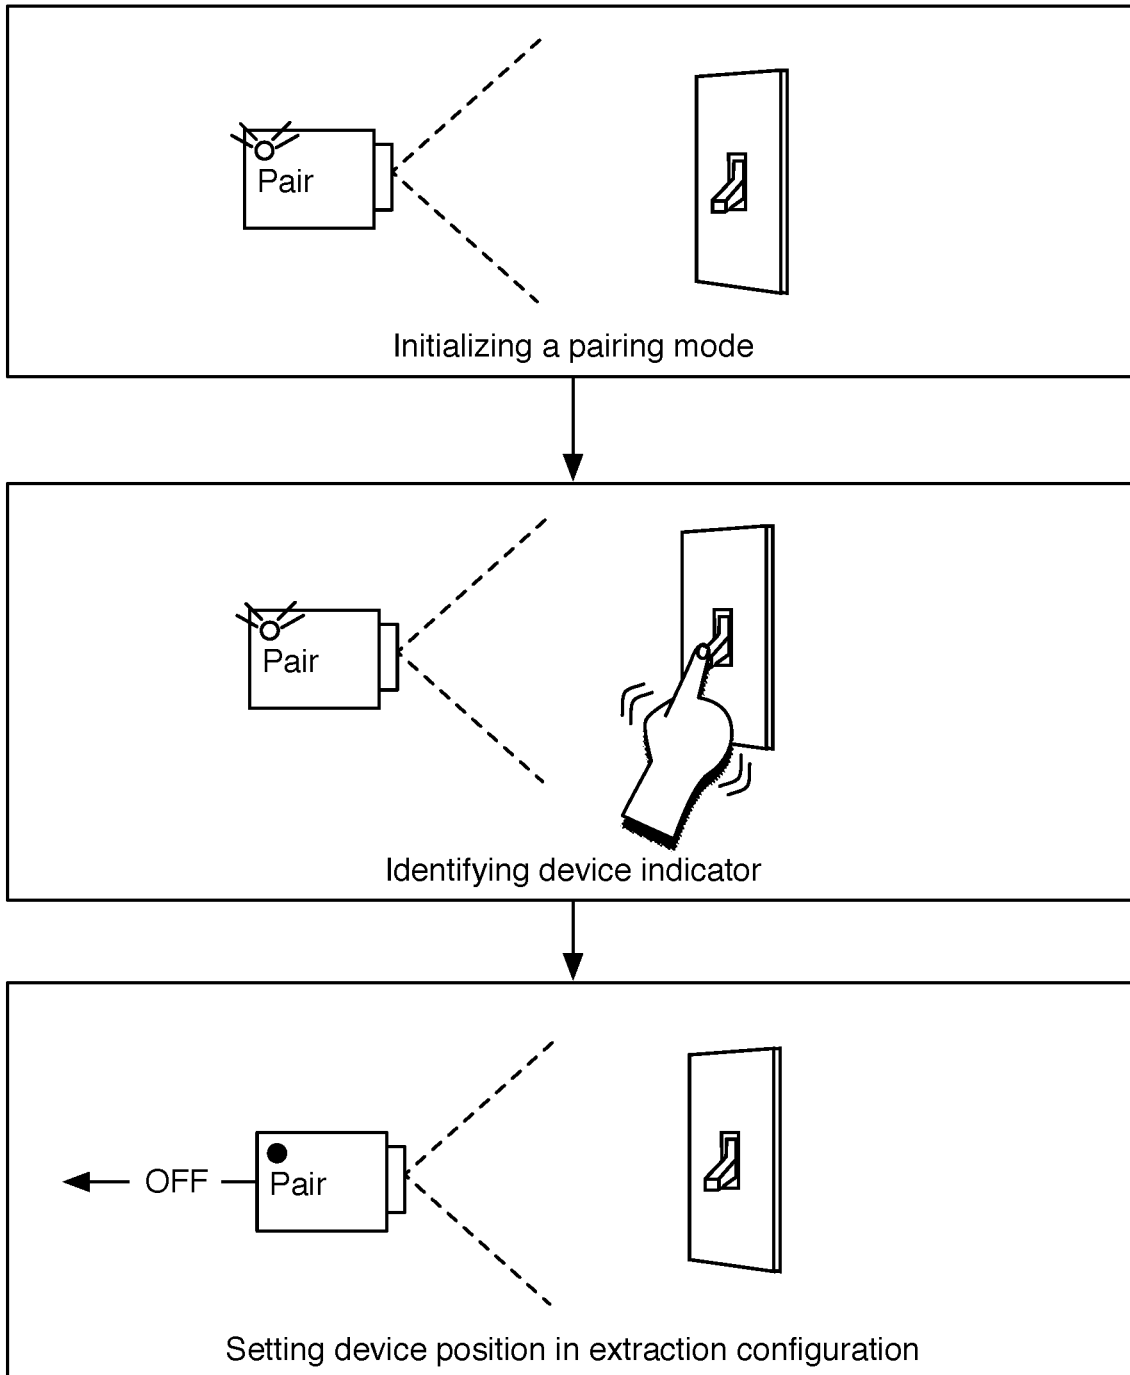 Pair
Initializing a pairing mode
Pair
Identifying device indicator
OFF
Pair
Setting device position in extraction configuration